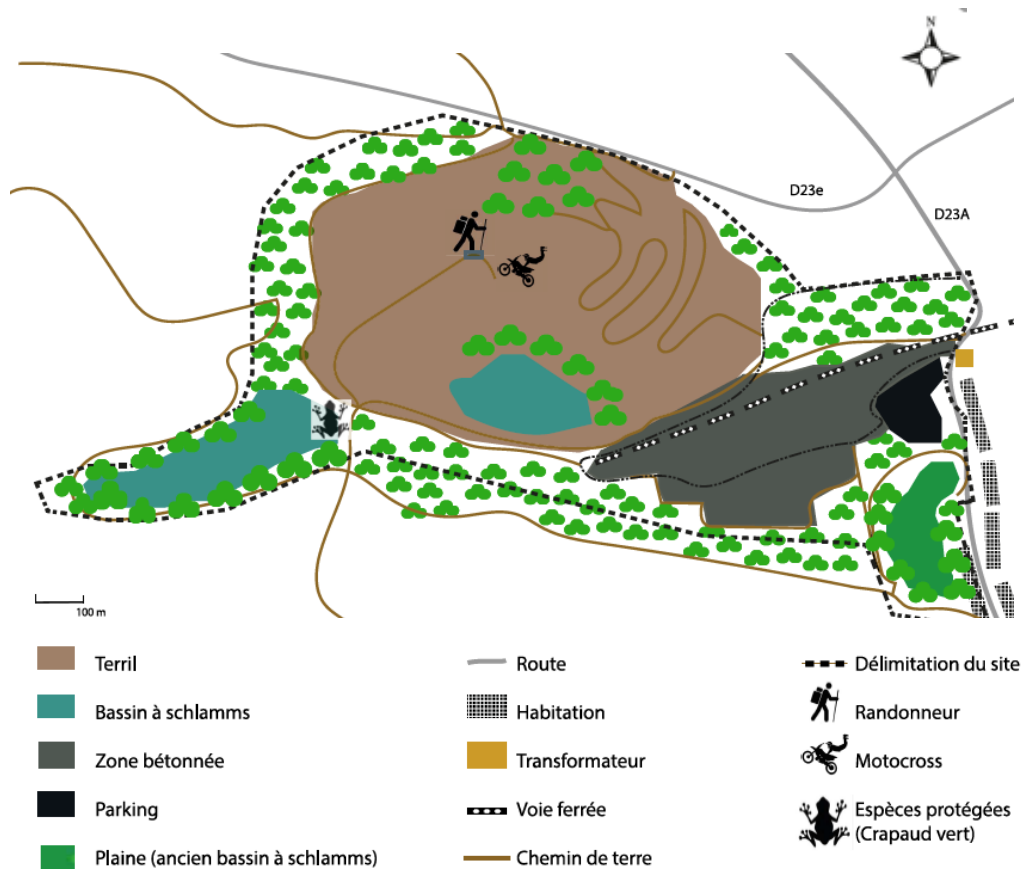 N
D23e
D23A
100 m
Terril
Route
Délimitation du site
Bassin à schlamms
Habitation
Randonneur
Zone bétonnée
Transformateur
Motocross
Parking
Voie ferrée
Espèces protégées
(Crapaud vert)
Plaine (ancien bassin à schlamms)
Chemin de terre